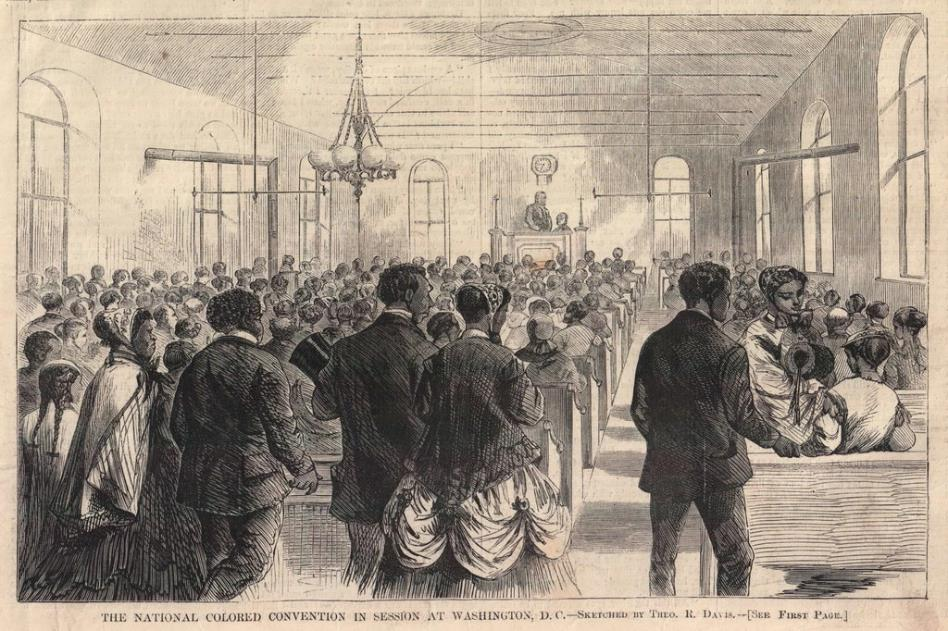 THE NATIONAL COLORED CONVENTION IN SESSION AT WASHINGTON, D. C.—SKETCHED BY THEO. R. DAVIS.—[SEE FIRST PAGE.]